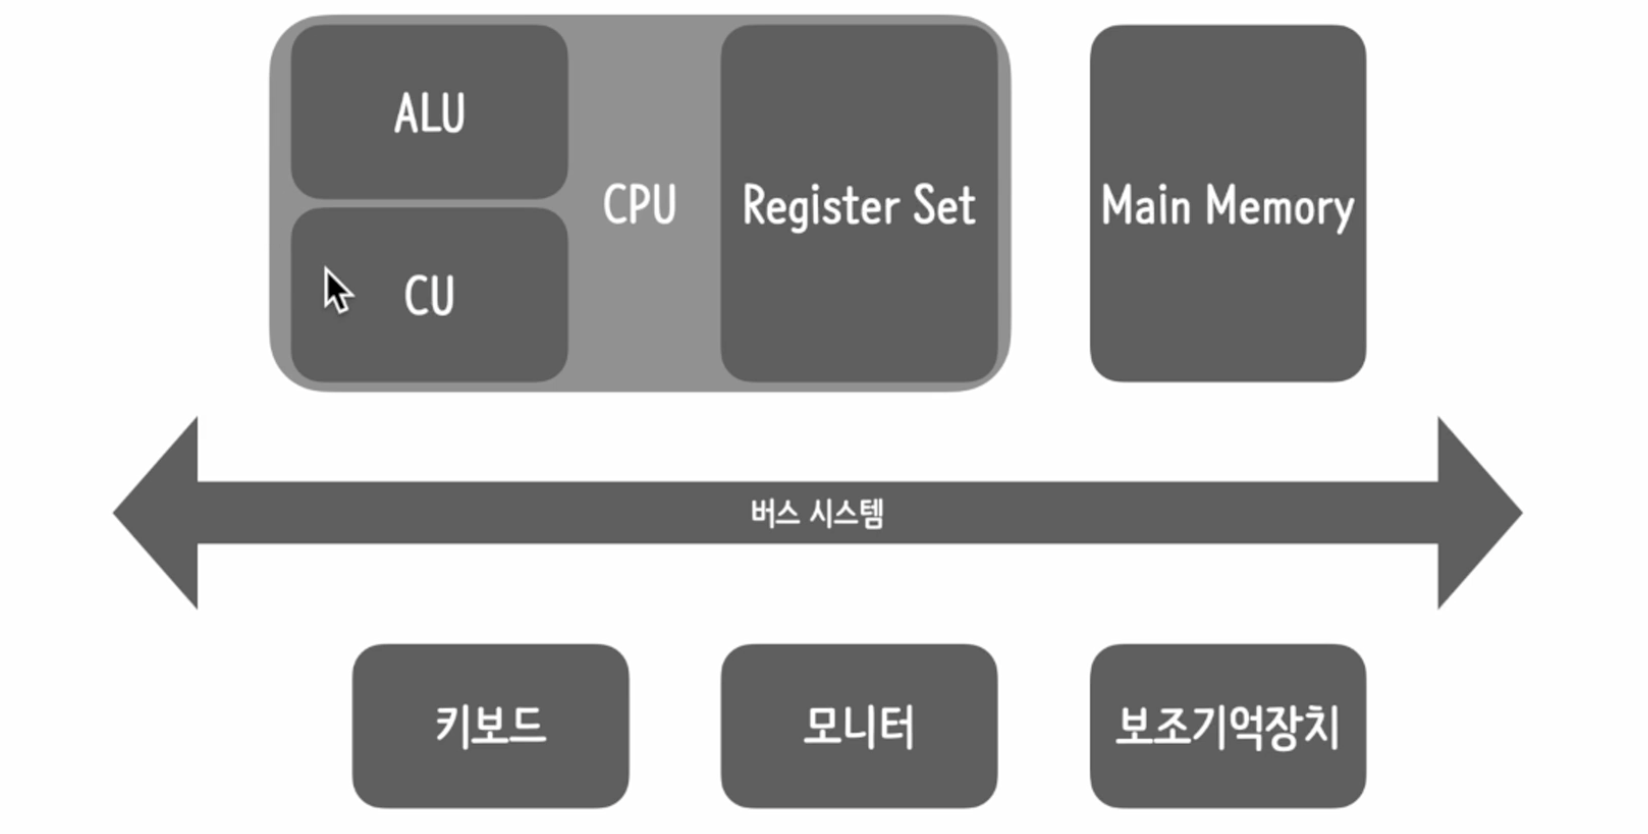 ALU
CU
CPU
Register Set
Main Memory
버스 시스템
키보드
모니터
보조기억장치